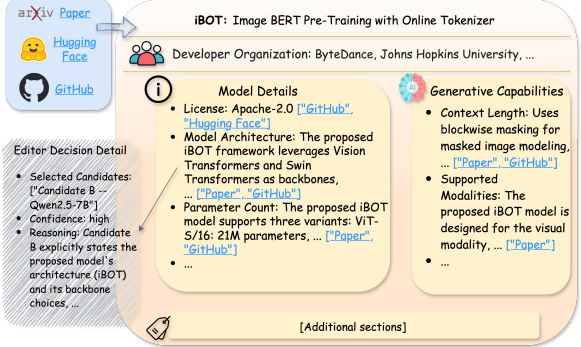 arXiv Paper
Hugging
Face
GitHub
iBOT: Image BERT Pre-Training with Online Tokenizer
Developer Organization: ByteDance, Johns Hopkins University, ...
Editor Decision Detail
• Selected Candidates:
["Candidate B --
Qwen2.5-7B"]
• Confidence: high
• Reasoning: Candidate
B explicitly states the
proposed model's
architecture (iBOT)
and its backbone
choices, ...
Model Details
• License: Apache-2.0 ["GitHub",
"Hugging Face"]
• Model Architecture: The proposed
iBOT framework leverages Vision
Transformers and Swin
Transformers as backbones,
... ["Paper", "GitHub"]
• Parameter Count: The proposed iBOT
model supports three variants: ViT-
S/16: 21M parameters, ... ["Paper",
"GitHub"]
• ...
AI
Generative Capabilities
• Context Length: Uses
blockwise masking for
masked image modeling,
... ["Paper", "GitHub"]
• Supported
Modalities: The
proposed iBOT model is
designed for the visual
modality, ... ["Paper"]
• ...
[Additional sections]